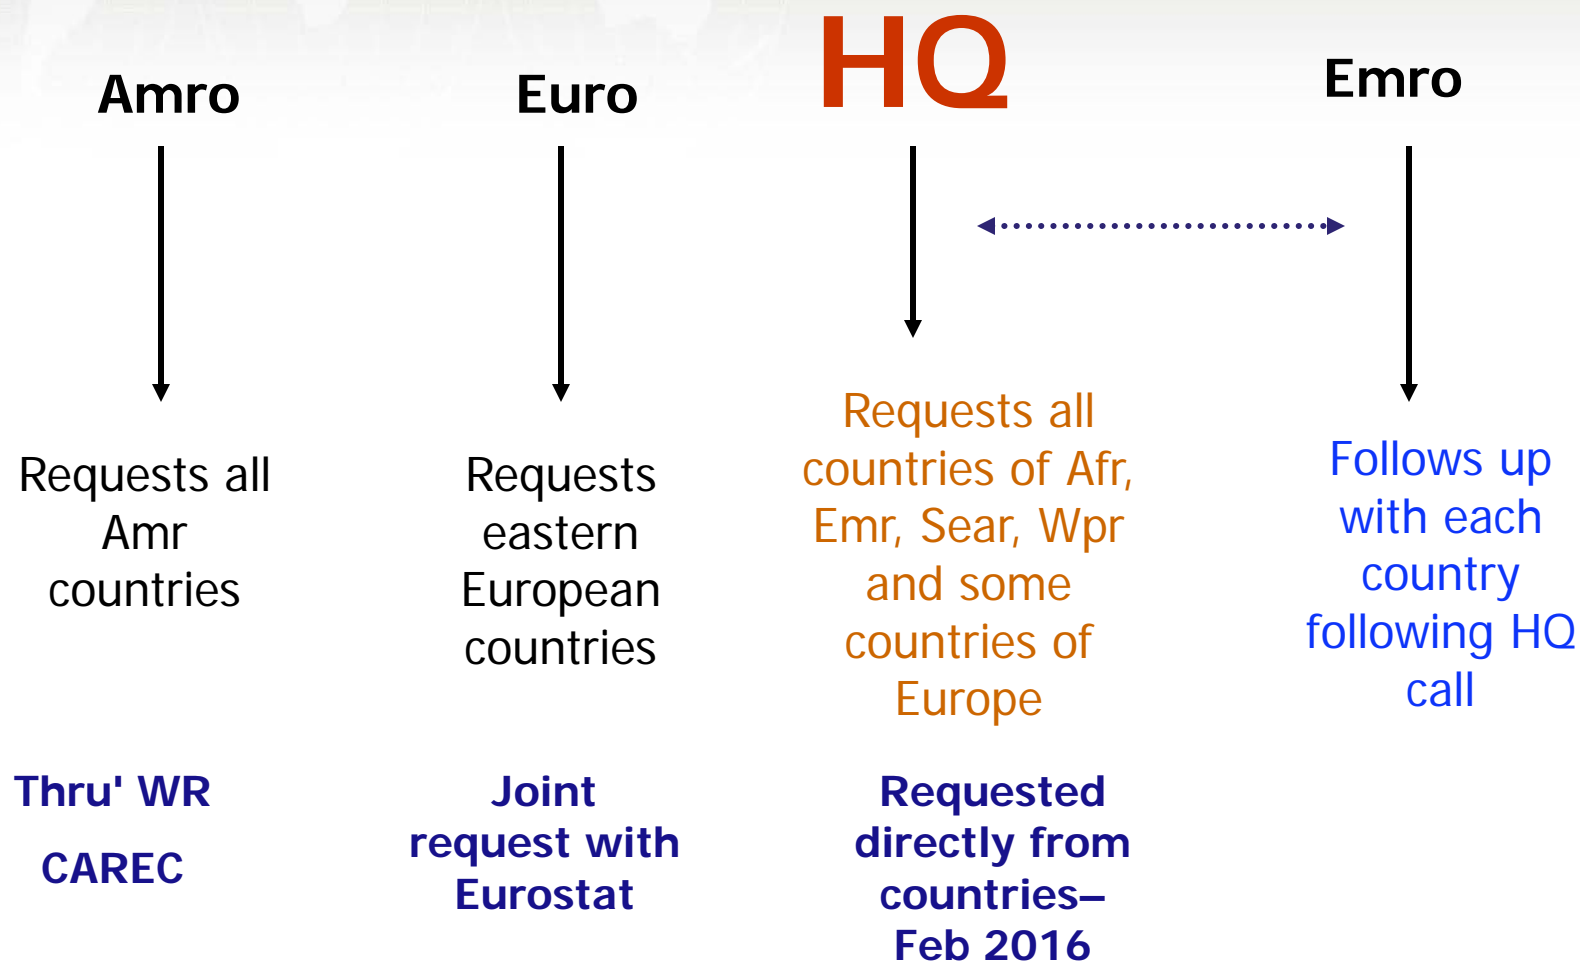 Amro
Euro
HQ
Emro
Requests all
Amr
countries
Requests
eastern
European
countries
Requests all
countries of Afr,
Emr, Sear, Wpr
and some
countries of
Europe
Follows up
with each
country
following HQ
call
Thru' WR
CAREC
Joint
request with
Eurostat
Requested
directly from
countries–
Feb 2016